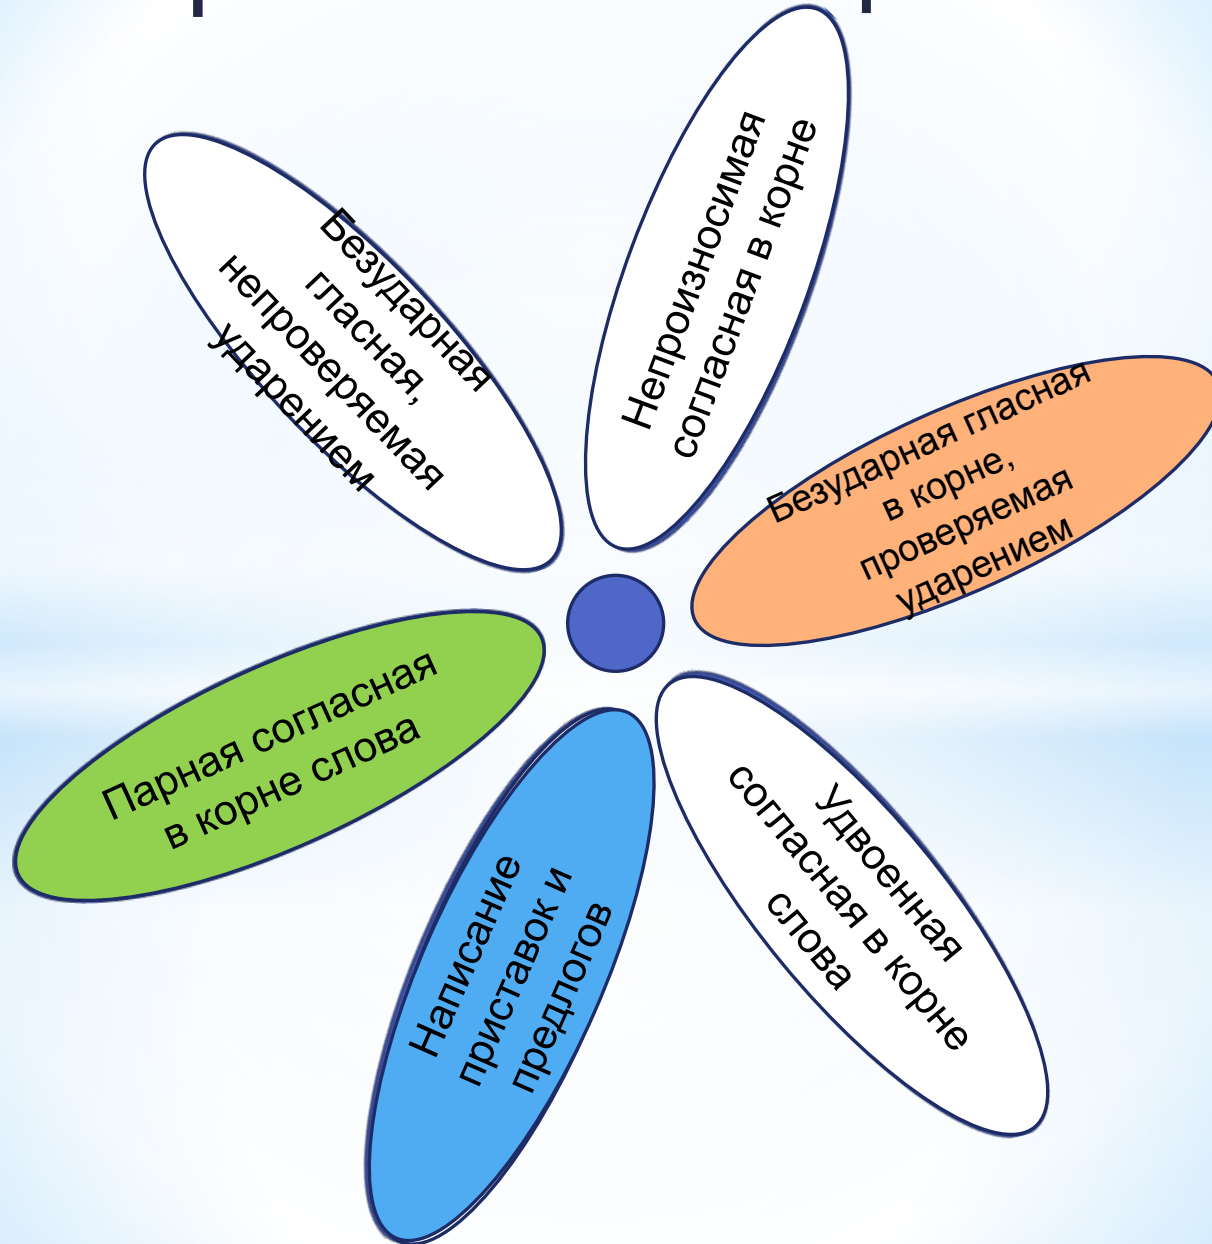 Безударная
гласная,
непроверяемая
ударением
Непроизносимая
согласная в корне
Безударная гласная
в корне,
проверяемая
ударением
Парная согласная
в корне слова
Написание
приставок и
предлогов
Удвоенная
согласная в корне
слова